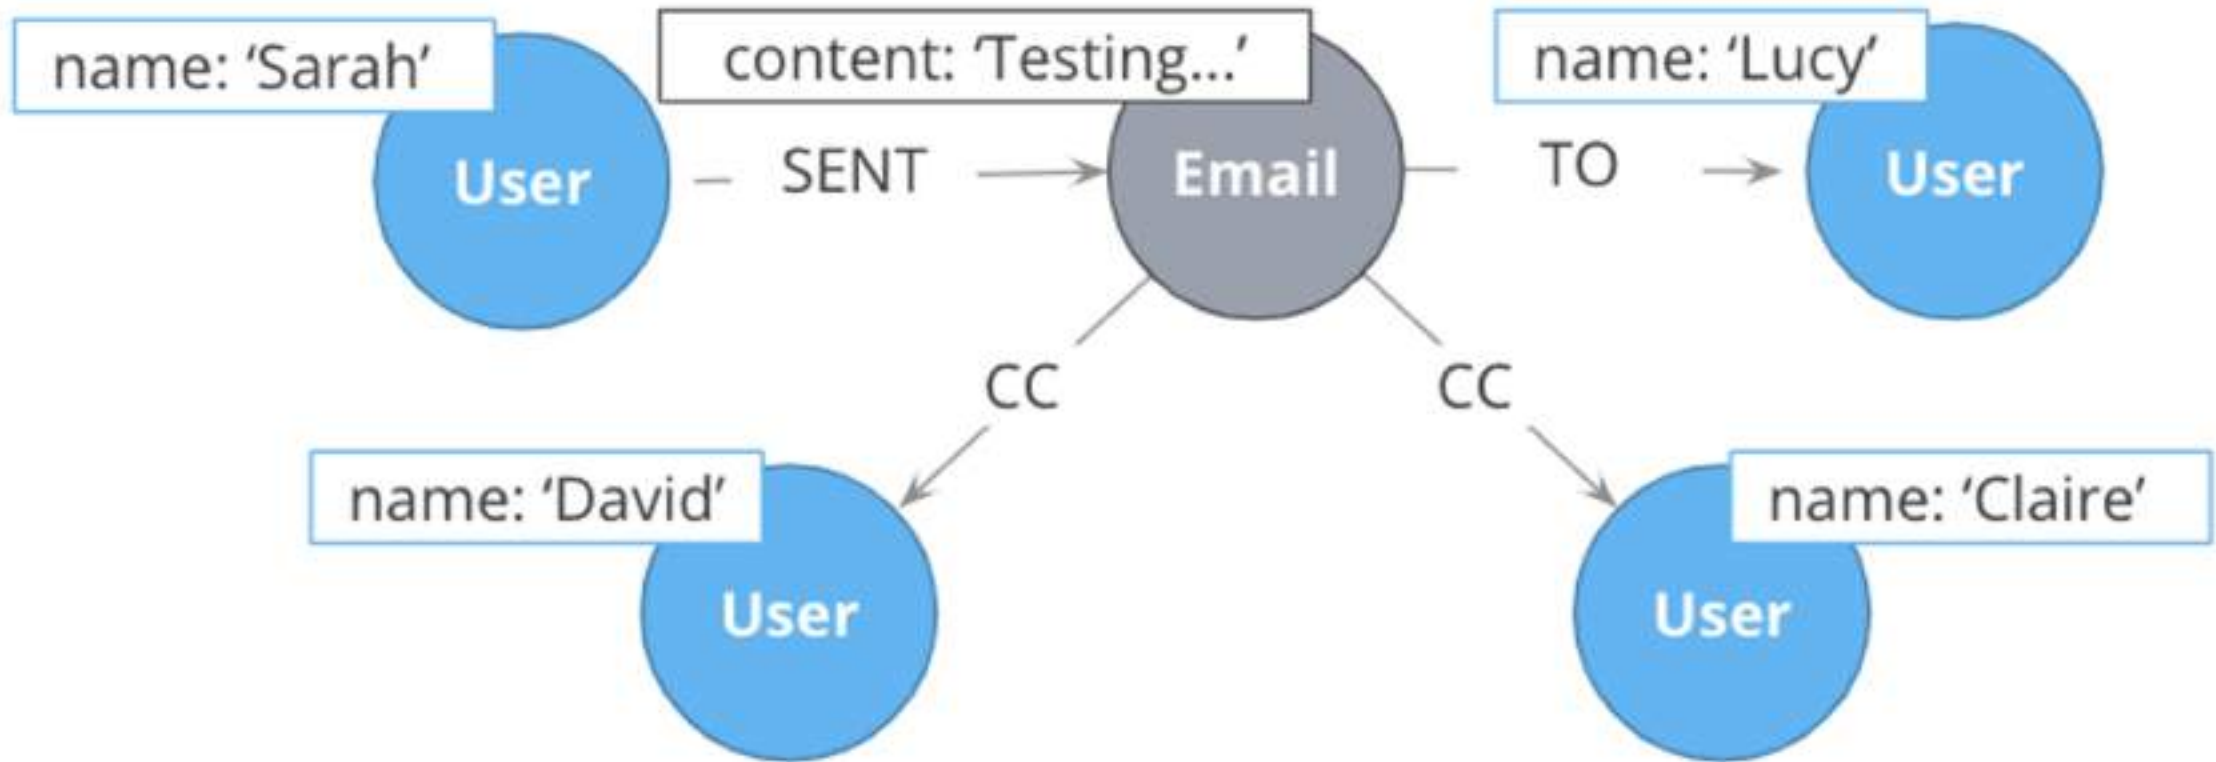 name: ‘Sarah’
content: ‘Testing...’
name: ‘Lucy’
User
SENT
Email
TO
User
CC
CC
name: ‘David’
name: ‘Claire’
User
User